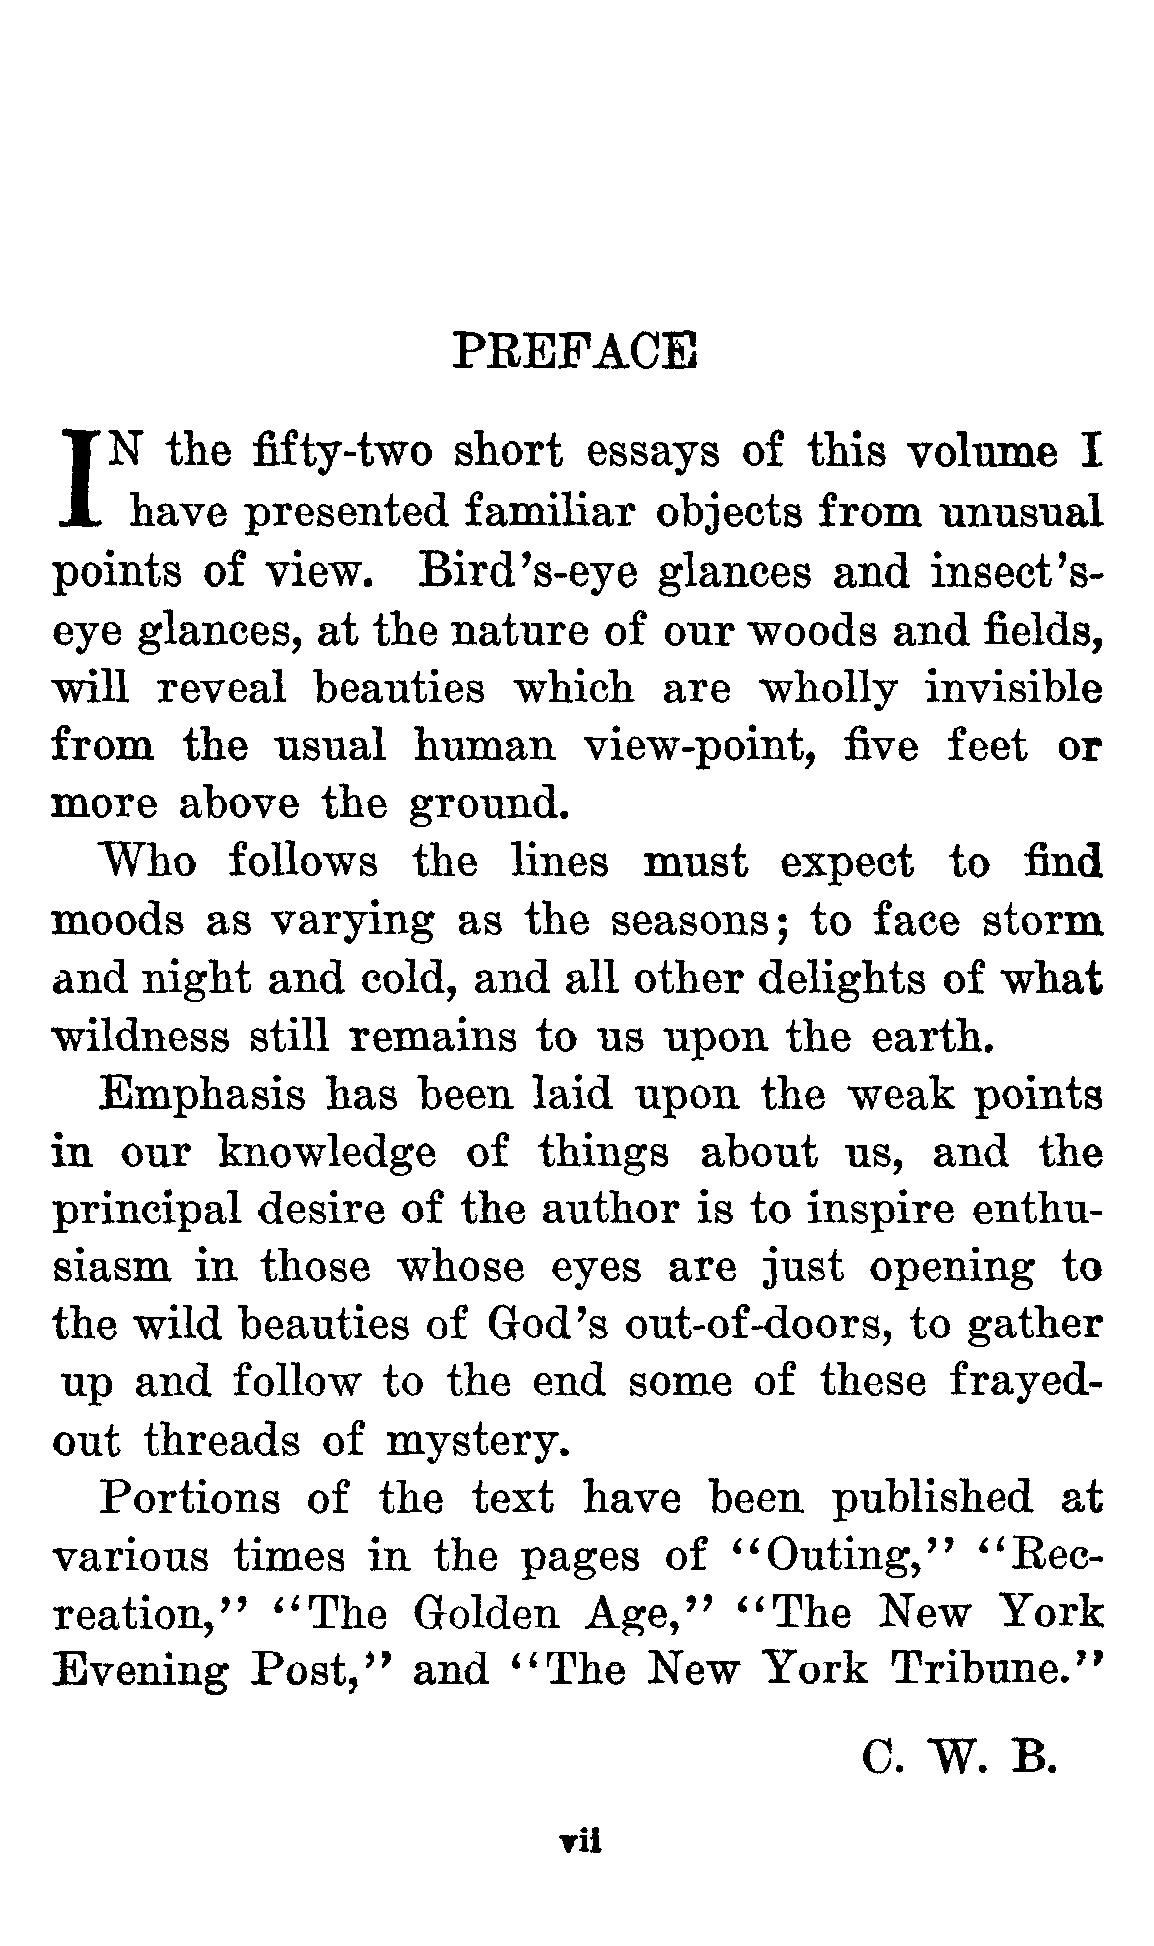 PREFACE
IN the fifty-two short essays of this volume I
have presented familiar objects from unusual
points of view. Bird's-eye glances and insect's-
eye glances, at the nature of our woods and fields,
will reveal beauties which are wholly invisible
from the usual human view-point, five feet or
more above the ground.
Who follows the lines must expect to find
moods as varying as the seasons; to face storm
and night and cold, and all other delights of what
wildness still remains to us upon the earth.
Emphasis has been laid upon the weak points
in our knowledge of things about us, and the
principal desire of the author is to inspire enthu-
siasm in those whose eyes are just opening to
the wild beauties of God's out-of-doors, to gather
up and follow to the end some of these frayed-
out threads of mystery.
Portions of the text have been published at
various times in the pages of "Outing," "Rec-
reation," "The Golden Age," "The New York
Evening Post," and "The New York Tribune."
C. W. B.
vii